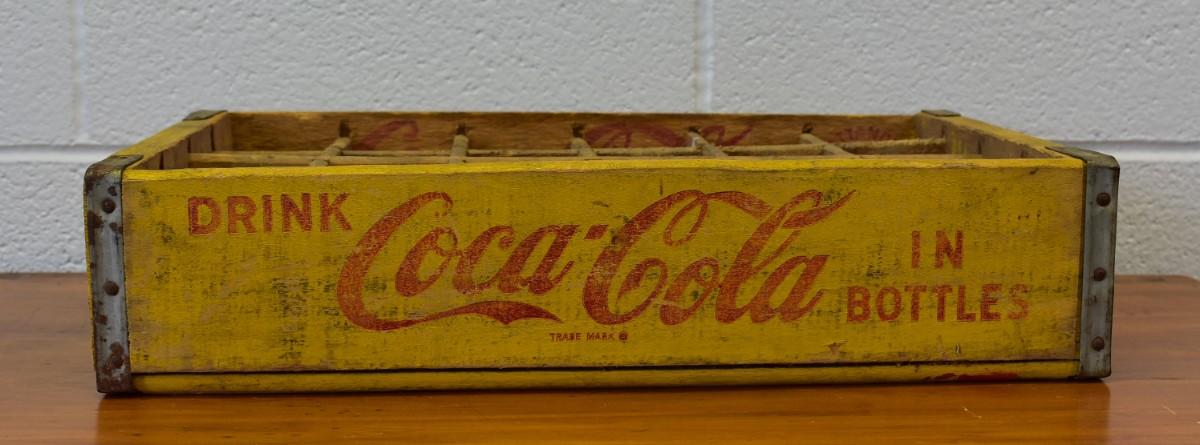 DRINK Coca-Cola IN
BOTTLES
TRADE MARK ®